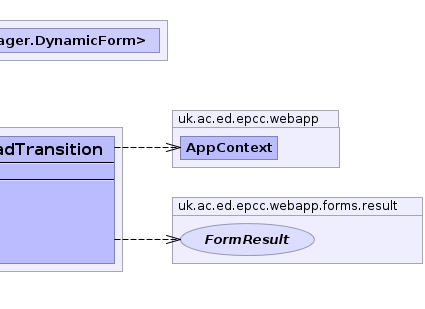 ager.DynamicForm>
uk.ac.ed.epcc.webapp
AppContext
adTransition
uk.ac.ed.epcc.webapp.forms.result
FormResult